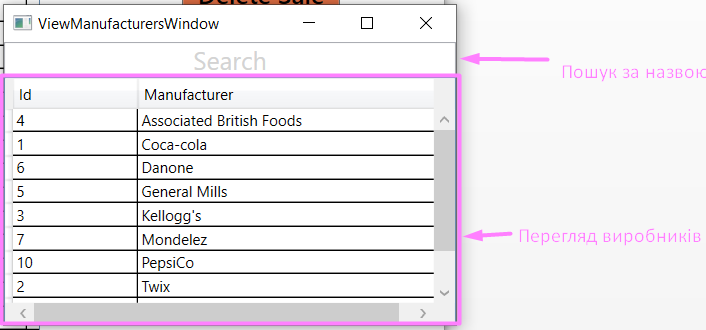 Delete Sale
ViewManufacturersWindow
Search
Пошук за назвою
Id Manufacturer
4 Associated British Foods
1 Coca-cola
6 Danone
5 General Mills
3 Kellogg's
7 Mondelez
Перегляд виробників
10 PepsiCo
2 Twix